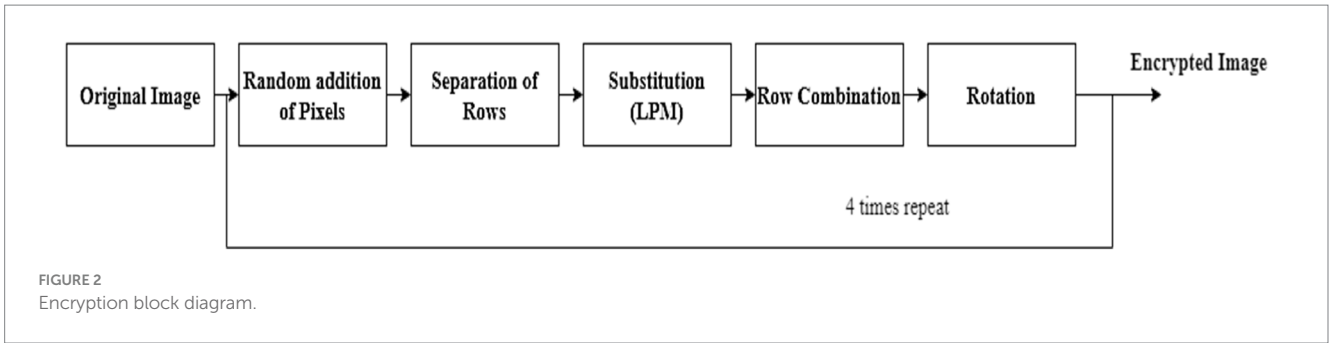 Original Image
Random addition
of Pixels
Separation of
Rows
Substitution
(LPM)
Row Combination
Rotation
Encrypted Image
4 times repeat
FIGURE 2
Encryption block diagram.